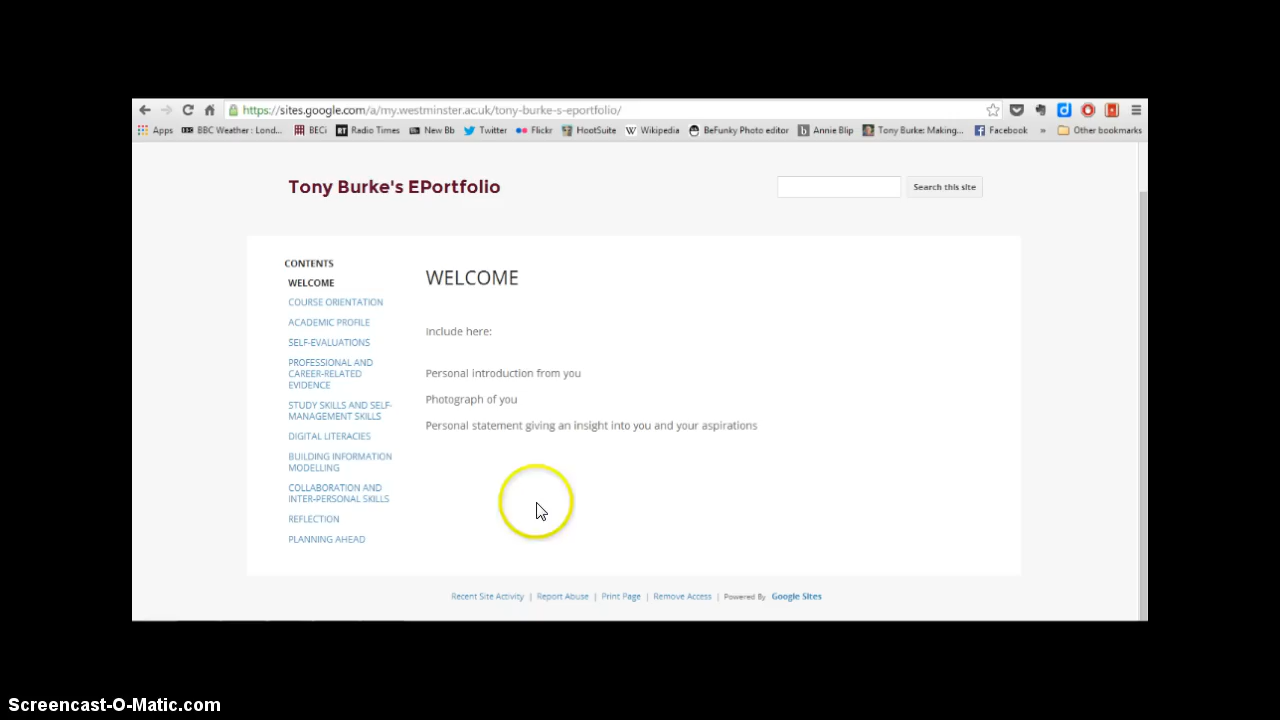 https://sites.google.com/a/my.westminster.ac.uk/tony-burke-s-eportfolio/
Apps BBC Weather : Lond... BECi Radio Times New Bb Twitter Flickr HootSuite Wikipedia BeFunky Photo editor Annie Blip Tony Burke: Making... Facebook » Other bookmarks
Tony Burke's EPortfolio
Search this site
CONTENTS
WELCOME
COURSE ORIENTATION
ACADEMIC PROFILE
SELF-EVALUATIONS
PROFESSIONAL AND
CAREER-RELATED
EVIDENCE
STUDY SKILLS AND SELF-
MANAGEMENT SKILLS
DIGITAL LITERACIES
BUILDING INFORMATION
MODELLING
COLLABORATION AND
INTER-PERSONAL SKILLS
REFLECTION
PLANNING AHEAD
WELCOME
Include here:
Personal introduction from you
Photograph of you
Personal statement giving an insight into you and your aspirations
Recent Site Activity | Report Abuse | Print Page | Remove Access | Powered By Google Sites
Screencast-O-Matic.com